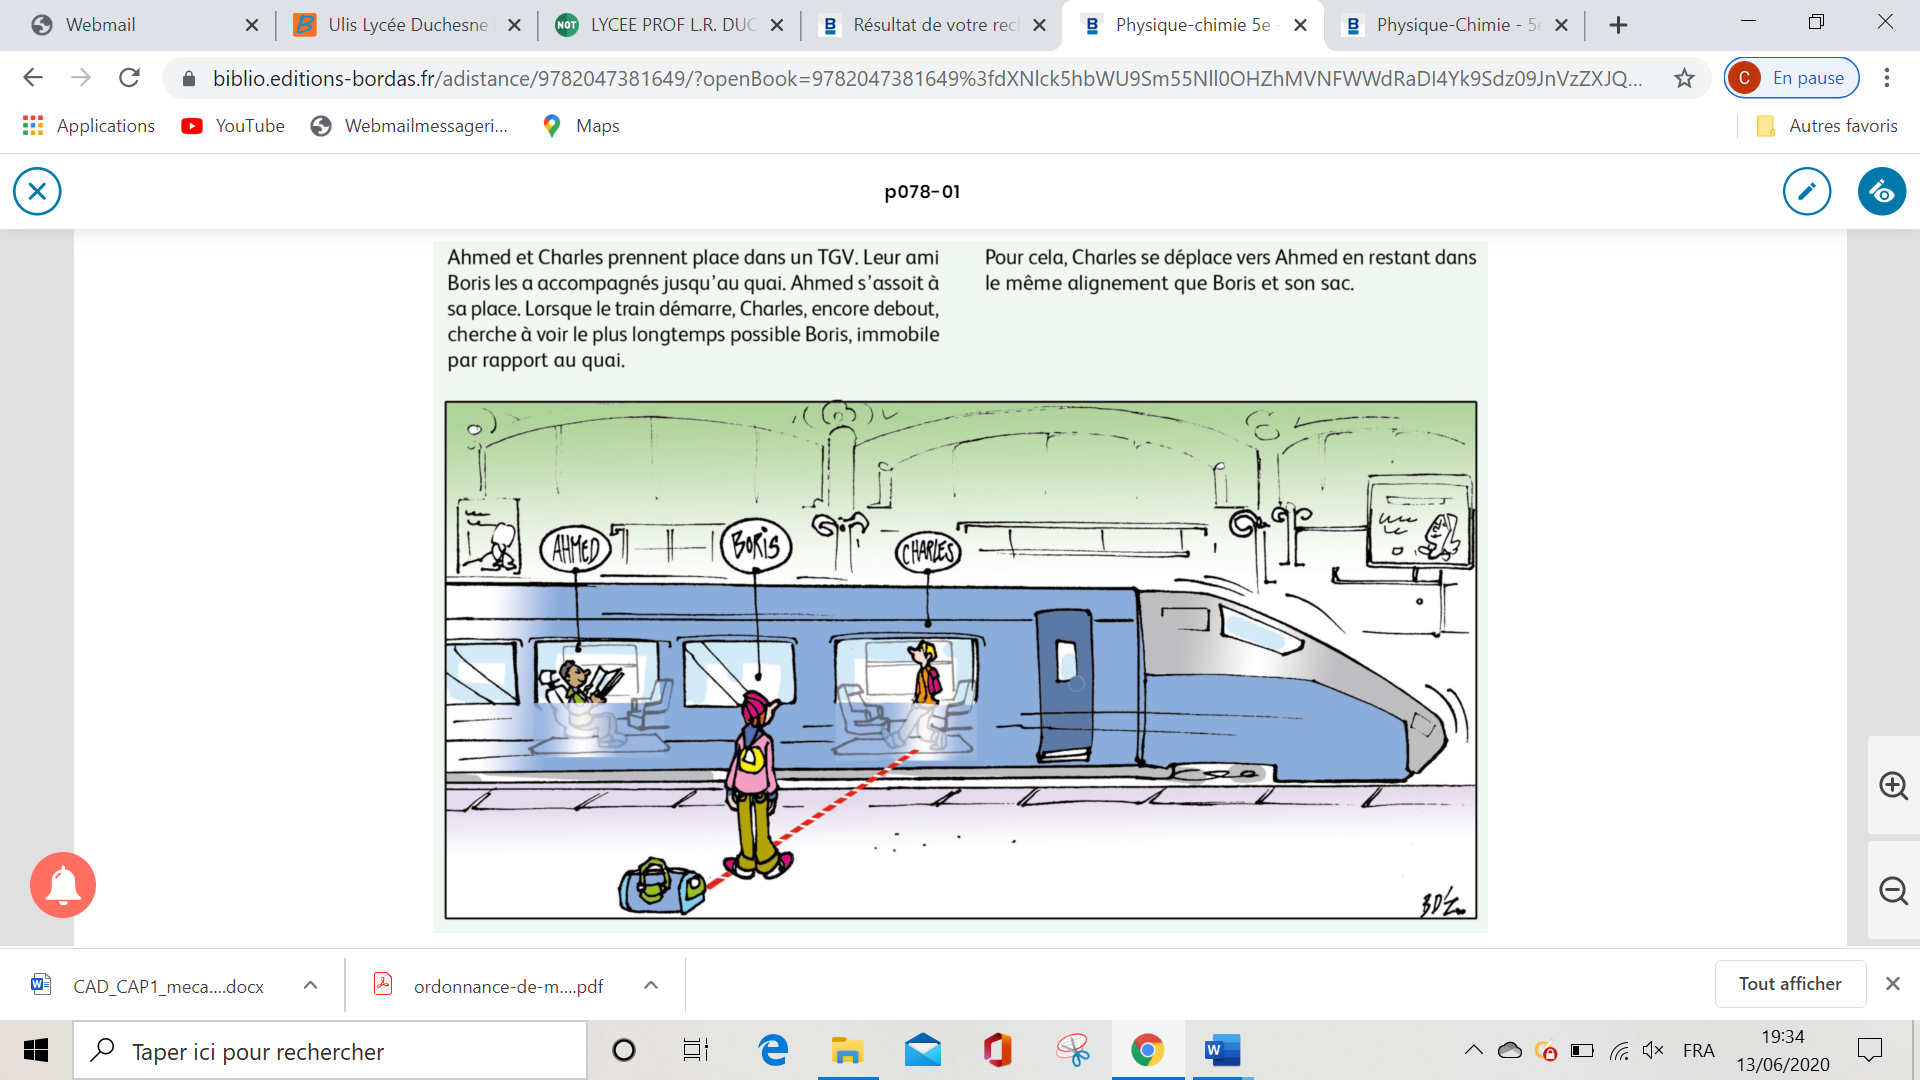 Webmail
Ulis Lycée Duchesne
LYCEE PROF L.R. DUC
Résultat de votre rech
Physique-chimie 5e -
Physique-Chimie - 5e
biblio.editions-bordas.fr/adistance/9782047381649/?openBook=9782047381649%3fdXNlck5hbWU9Sm55Nll0OHZhMVNFWWdRaDl4Yk9Sdz09JnVzZXJQ...
C En pause
Applications
YouTube
Webmailmessageri...
Maps
Autres favoris
p078-01
Ahmed et Charles prennent place dans un TGV. Leur ami
Boris les a accompagnés jusqu'au quai. Ahmed s'assoit à
sa place. Lorsque le train démarre, Charles, encore debout,
cherche à voir le plus longtemps possible Boris, immobile
par rapport au quai.
Pour cela, Charles se déplace vers Ahmed en restant dans
le même alignement que Boris et son sac.
AHMED
BORIS
CHARLES
CAD_CAP1_meca....docx
ordonnance-de-m....pdf
Tout afficher
Taper ici pour rechercher
FRA
19:34
13/06/2020